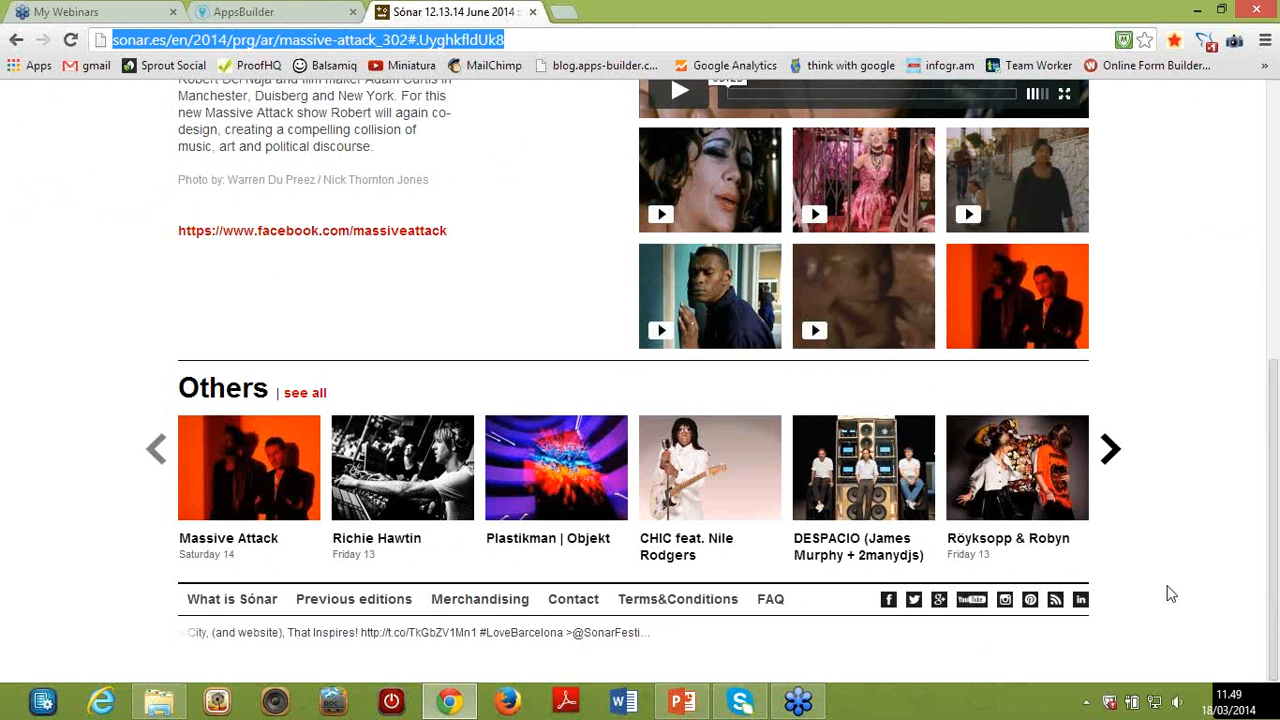 My Webinars
AppsBuilder
Sónar 12.13.14 June 2014 ::
sonar.es/en/2014/prg/ar/massive-attack_302#.UyghkfldUk8
Apps
gmail
Sprout Social
ProofHQ
Balsamiq
Miniatura
MailChimp
blog.apps-builder.co...
Google Analytics
think with google
infogr.am
Team Worker
Online Form Builder...
»
Manchester, Duisberg and New York. For this
new Massive Attack show Robert will again co-
design, creating a compelling collision of
music, art and political discourse.
Photo by: Warren Du Preez / Nick Thornton Jones
https://www.facebook.com/massiveattack
Others | see all
Massive Attack
Saturday 14
Richie Hawtin
Friday 13
Plastikman | Objekt
CHIC feat. Nile
Rodgers
DESPACIO (James
Murphy + 2manydjs)
Röyksopp & Robyn
Friday 13
What is Sónar
Previous editions
Merchandising
Contact
Terms&Conditions
FAQ
YouTube
City, (and website), That Inspires! http://t.co/TkGbZV1Mn1 #LoveBarcelona >@SonarFesti...
11.49
18/03/2014